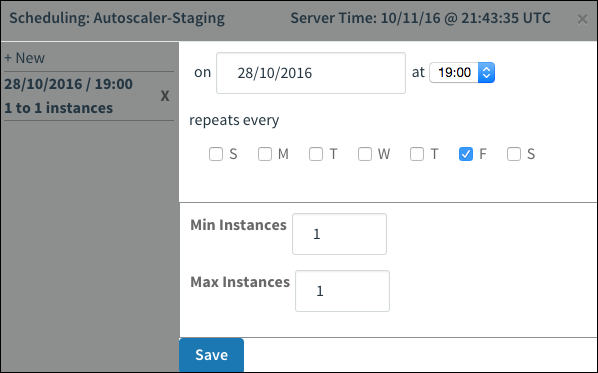 Scheduling: Autoscaler-Staging Server Time: 10/11/16 @ 21:43:35 UTC ×
+ New
28/10/2016 / 19:00
1 to 1 instances X
on 28/10/2016 at 19:00
repeats every
S M T W T F S
Min Instances 1
Max Instances 1
Save